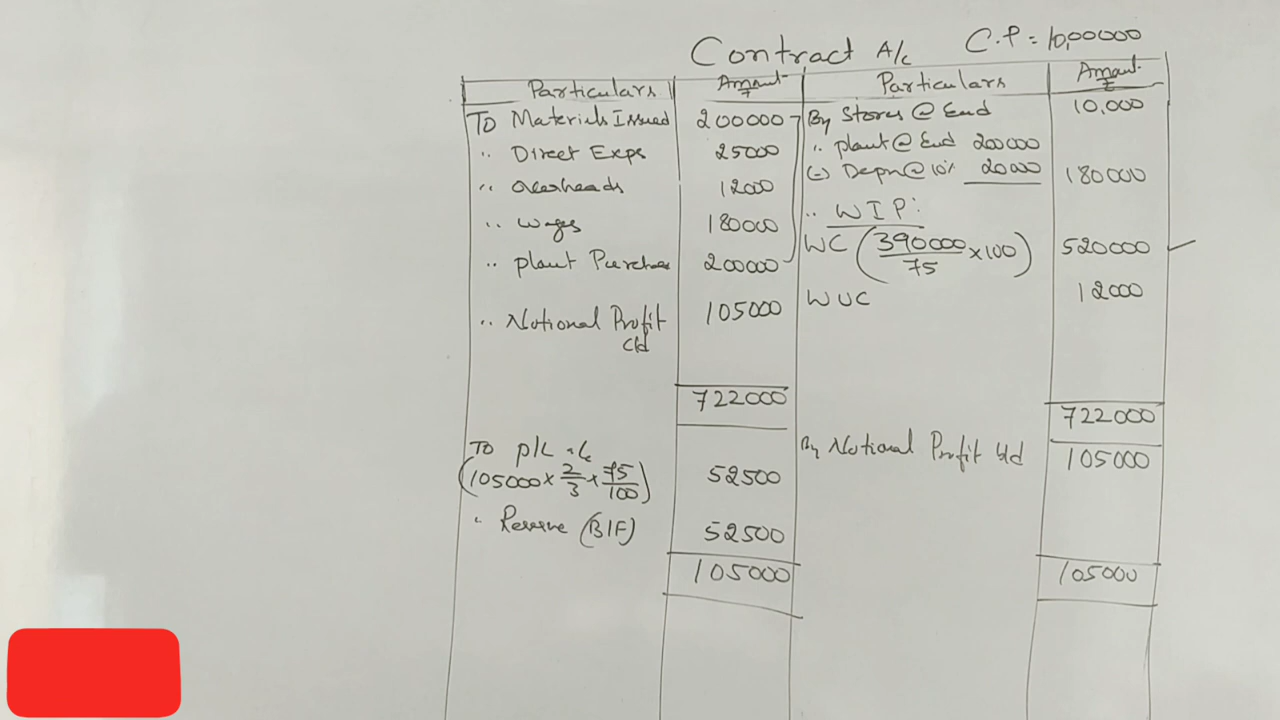 Contract A/c C.P = 10,00000
Particulars Amount ₹ Particulars Amount ₹
To Materials Issued 200000 By Stores @ End 10,000
" Direct Exps 25000 " plant @ End 200000
" overheads 12000 (-) Depn @ 10% 20000 180000
" wages 180000 " WIP:
" plant Purchase 200000 WC (390000/75 × 100) 520000
" Notional Profit c/d 105000 WUC 12000
722000 722000
To P/L a/c By Notional Profit b/d 105000
(105000 × 2/3 × 75/100) 52500
" Reserve (B/F) 52500
105000 105000